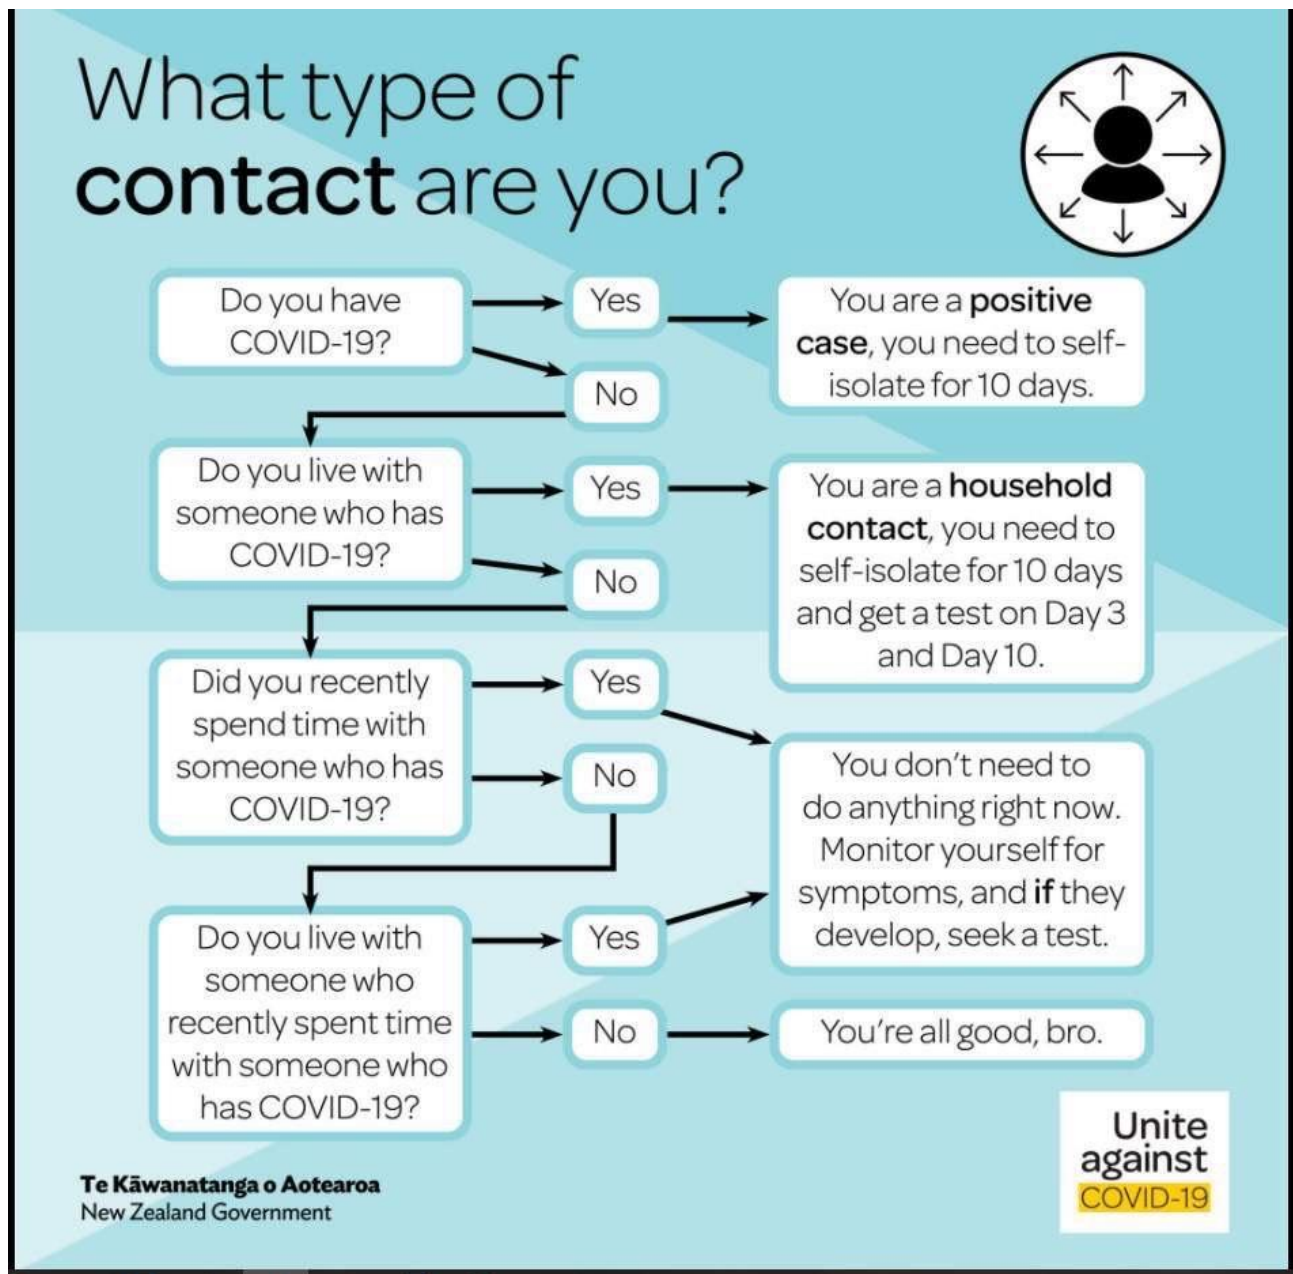 What type of
contact are you?
Do you have
COVID-19?
Yes
No
You are a positive
case, you need to self-
isolate for 10 days.
Do you live with
someone who has
COVID-19?
Yes
No
You are a household
contact, you need to
self-isolate for 10 days
and get a test on Day 3
and Day 10.
Did you recently
spend time with
someone who has
COVID-19?
Yes
No
You don't need to
do anything right now.
Monitor yourself for
symptoms, and if they
develop, seek a test.
Do you live with
someone who
recently spent time
with someone who
has COVID-19?
Yes
No
You're all good, bro.
Te Kāwanatanga o Aotearoa
New Zealand Government
Unite
against
COVID-19